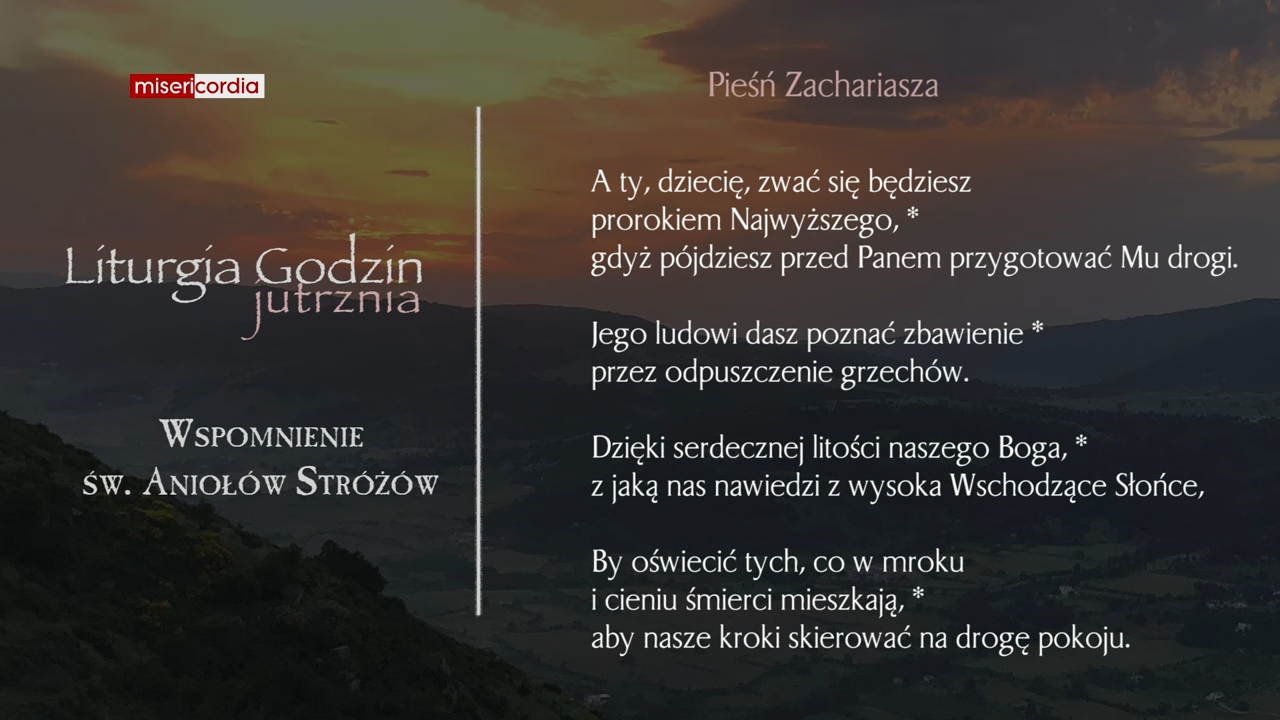 misericordia
Liturgia Godzin
jutrznia
Wspomnienie
św. Aniołów Stróżów
Pieśń Zachariasza
A ty, dziecię, zwać się będziesz
prorokiem Najwyższego, *
gdyż pójdziesz przed Panem przygotować Mu drogi.
Jego ludowi dasz poznać zbawienie *
przez odpuszczenie grzechów.
Dzięki serdecznej litości naszego Boga, *
z jaką nas nawiedzi z wysoka Wschodzące Słońce,
By oświecić tych, co w mroku
i cieniu śmierci mieszkają, *
aby nasze kroki skierować na drogę pokoju.